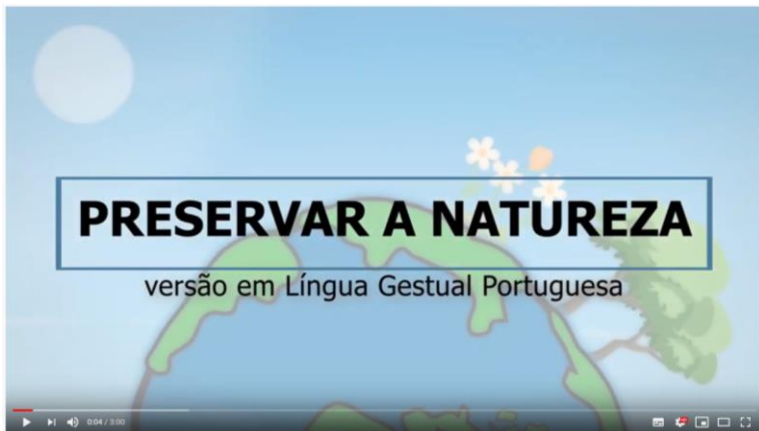 PRESERVAR A NATUREZA
versão em Língua Gestual Portuguesa
0:04 / 3:00